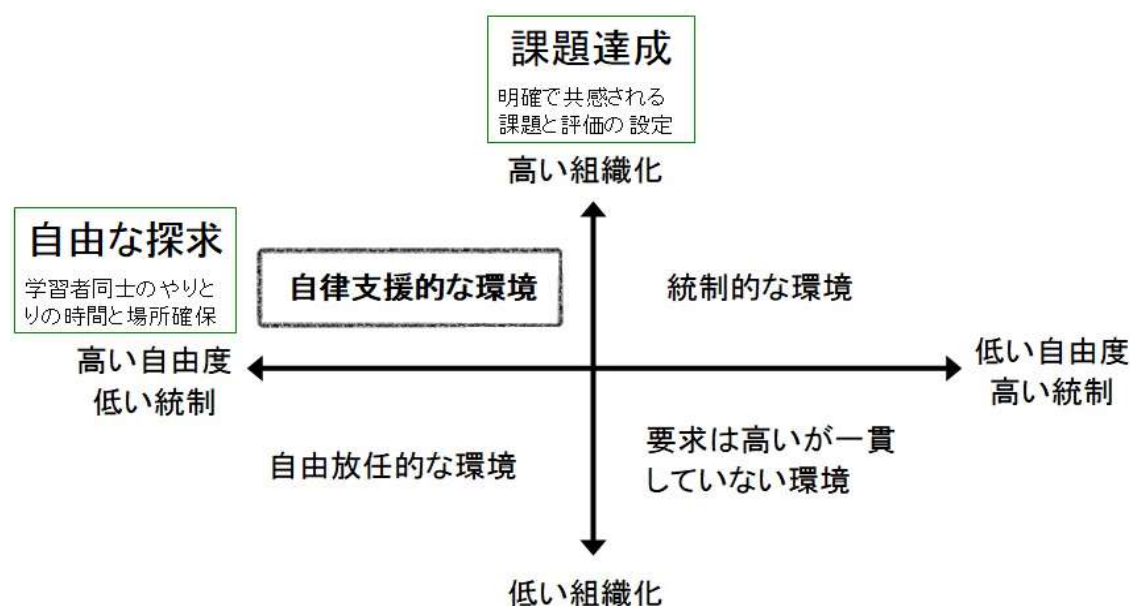 課題達成
明確で共感される
課題と評価の設定
高い組織化
自由な探求
学習者同士のやりと
りの時間と場所確保
自律支援的な環境
統制的な環境
高い自由度
低い統制
低い自由度
高い統制
自由放任的な環境
要求は高いが一貫
していない環境
低い組織化